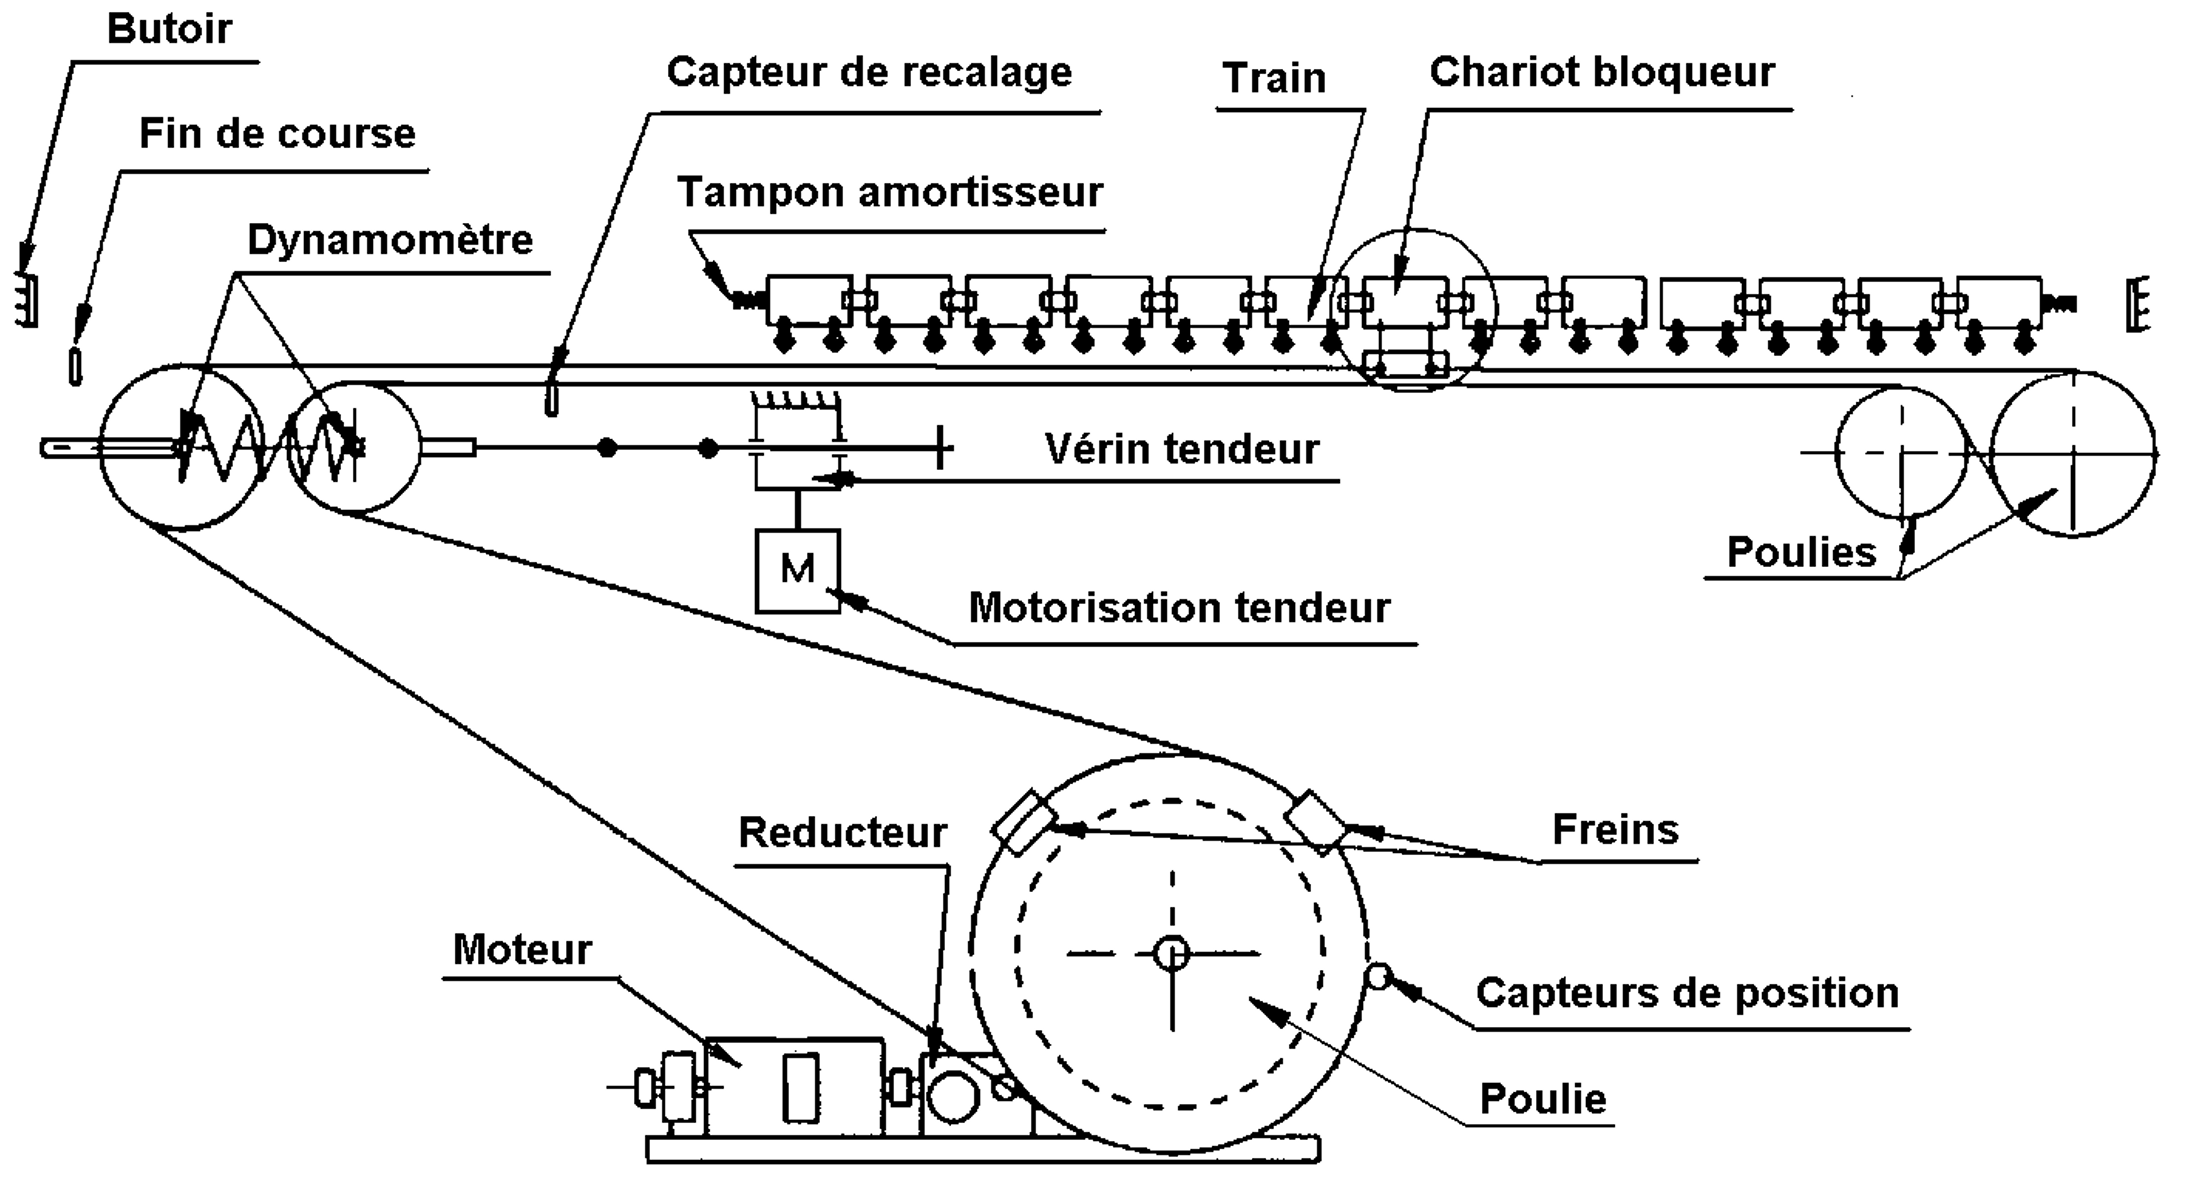 Butoir
Capteur de recalage
Train
Chariot bloqueur
Fin de course
Tampon amortisseur
Dynamomètre
Vérin tendeur
Poulies
M
Motorisation tendeur
Reducteur
Freins
Moteur
Capteurs de position
Poulie